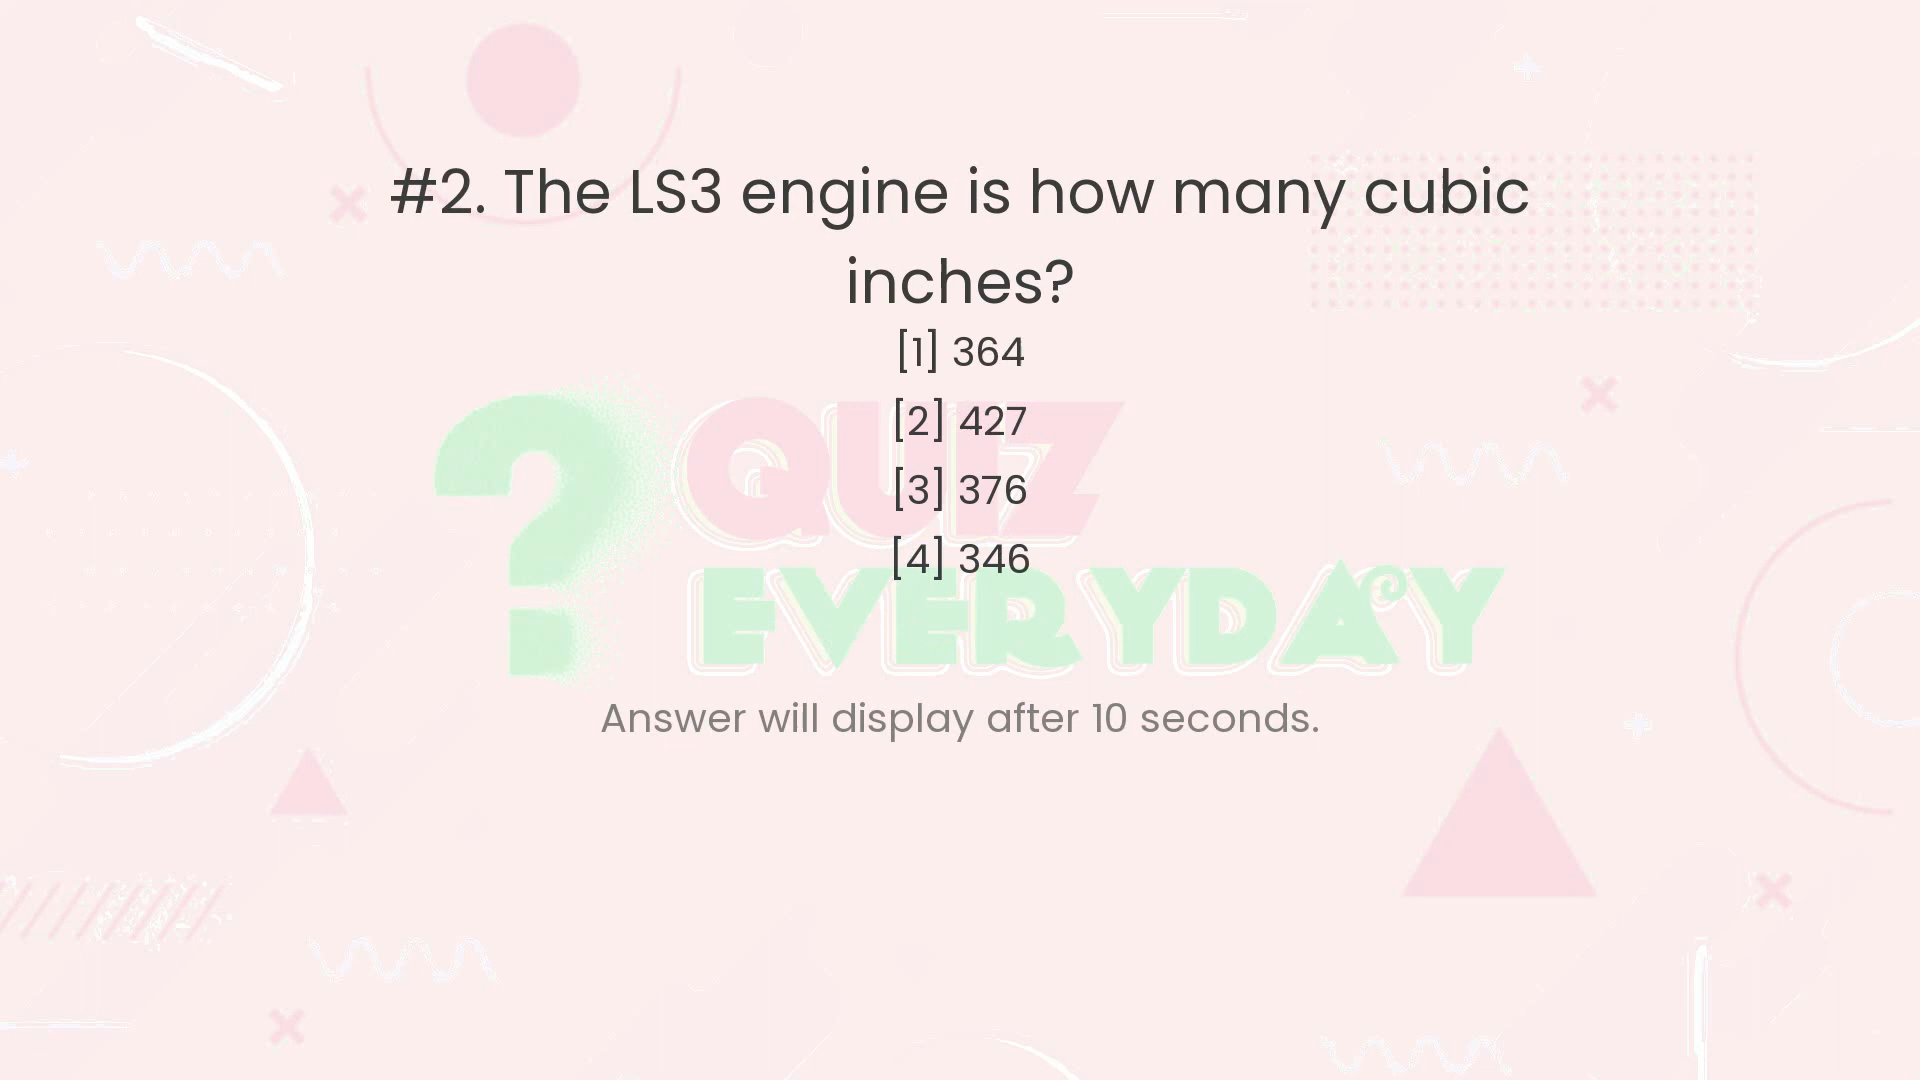 #2. The LS3 engine is how many cubic
inches?
[1] 364
[2] 427
[3] 376
[4] 346
? QUIZ
EVERYDAY
Answer will display after 10 seconds.